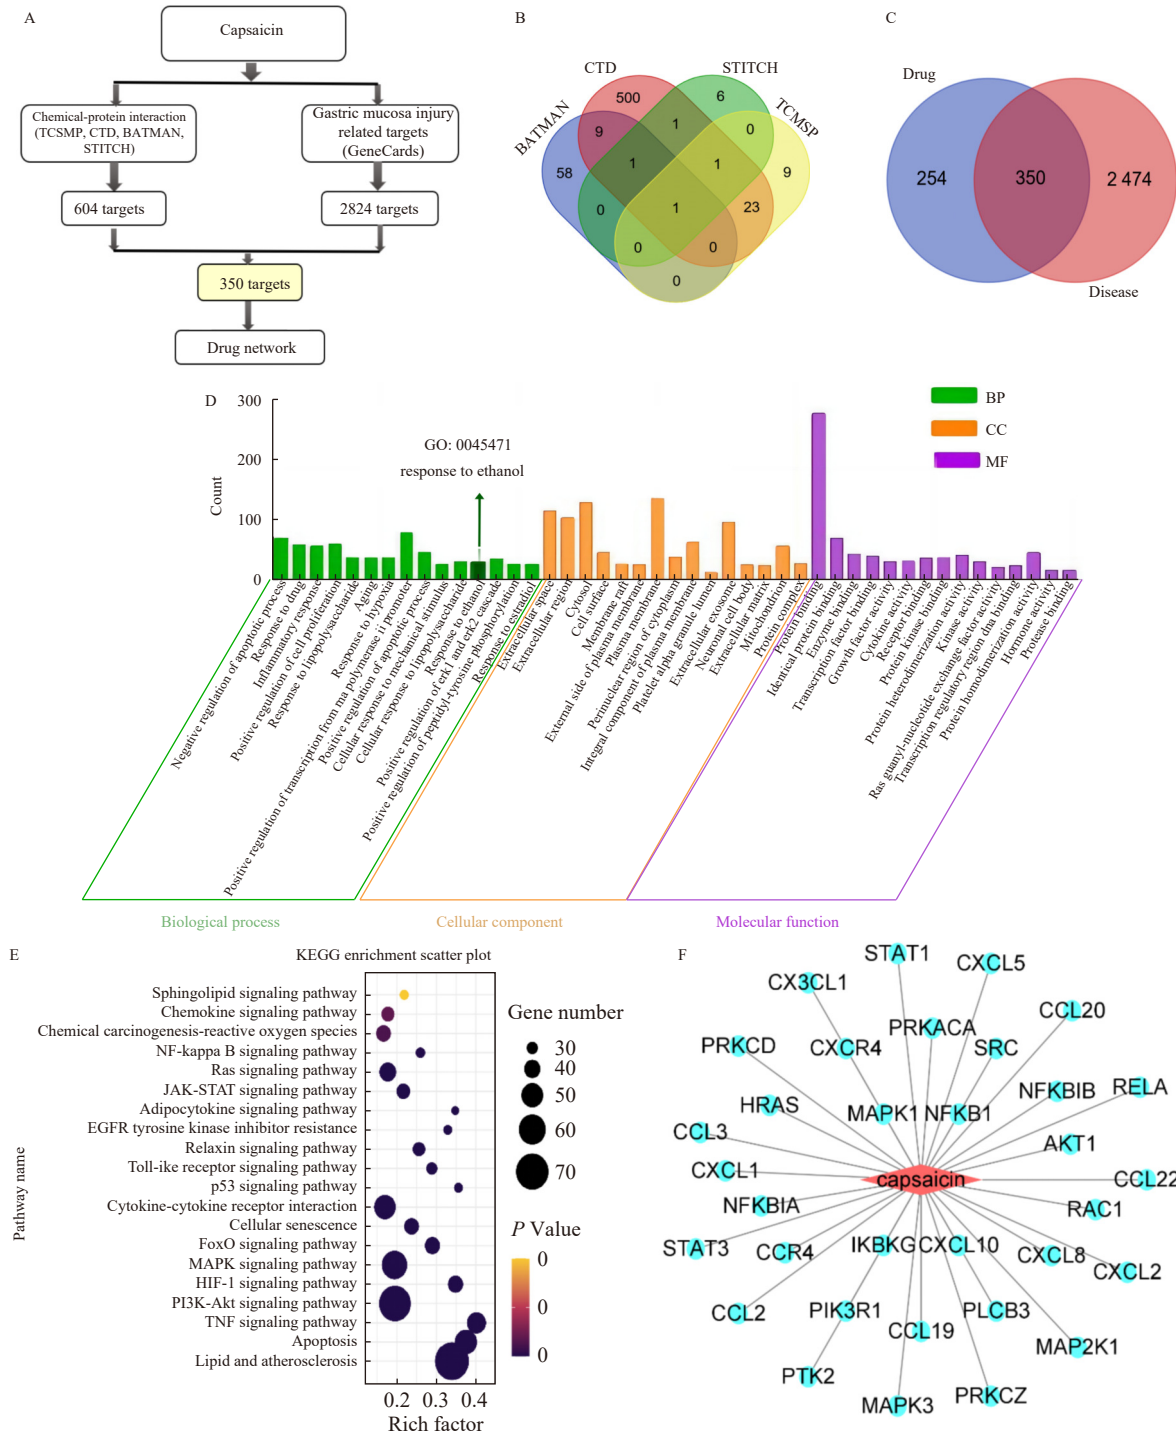 A
Capsaicin
Chemical-protein interaction
(TCSMP, CTD, BATMAN,
STITCH)
Gastric mucosa injury
related targets
(GeneCards)
604 targets
2824 targets
350 targets
Drug network
B
CTD
STITCH
BATMAN
TCMSP
500
6
9
1
0
58
1
1
9
0
1
23
0
0
0
C
Drug
254
350
2 474
Disease
D
300
200
100
0
Count
GO: 0045471
response to ethanol
BP
CC
MF
Negative regulation of apoptotic process
Response to drug
Inflammatory response
Positive regulation of cell proliferation
Response to lipopolysaccharide
Aging
Response to hypoxia
Positive regulation of transcription from rna polymerase ii promoter
Positive regulation of apoptotic process
Cellular response to mechanical stimulus
Cellular response to lipopolysaccharide
Response to ethanol
Positive regulation of erk1 and erk2 cascade
Positive regulation of peptidyl-tyrosine phosphorylation
Response to estradiol
Extracellular space
Extracellular region
Cytosol
Cell surface
Membrane raft
External side of plasma membrane
Plasma membrane
Perinuclear region of cytoplasm
Integral component of plasma membrane
Platelet alpha granule lumen
Extracellular exosome
Neuronal cell body
Extracellular matrix
Mitochondrion
Protein complex
Protein binding
Identical protein binding
Enzyme binding
Transcription factor binding
Growth factor activity
Cytokine activity
Receptor binding
Protein kinase binding
Protein heterodimerization activity
Kinase activity
Ras guanyl-nucleotide exchange factor activity
Transcription regulatory region dna binding
Protein homodimerization activity
Hormone activity
Protease binding
Biological process
Cellular component
Molecular function
E
KEGG enrichment scatter plot
Pathway name
Sphingolipid signaling pathway
Chemokine signaling pathway
Chemical carcinogenesis-reactive oxygen species
NF-kappa B signaling pathway
Ras signaling pathway
JAK-STAT signaling pathway
Adipocytokine signaling pathway
EGFR tyrosine kinase inhibitor resistance
Relaxin signaling pathway
Toll-ike receptor signaling pathway
p53 signaling pathway
Cytokine-cytokine receptor interaction
Cellular senescence
FoxO signaling pathway
MAPK signaling pathway
HIF-1 signaling pathway
PI3K-Akt signaling pathway
TNF signaling pathway
Apoptosis
Lipid and atherosclerosis
0.2 0.3 0.4
Rich factor
Gene number
30
40
50
60
70
P Value
0
0
0
F
STAT1
CXCL5
CX3CL1
CCL20
PRKACA
PRKCD
CXCR4
SRC
NFKBIB
RELA
HRAS
MAPK1
NFKB1
CCL3
AKT1
CXCL1
capsaicin
CCL22
NFKBIA
RAC1
STAT3
CCR4
IKBKG
CXCL10
CXCL8
CXCL2
CCL2
PIK3R1
CCL19
PLCB3
MAP2K1
PTK2
MAPK3
PRKCZ